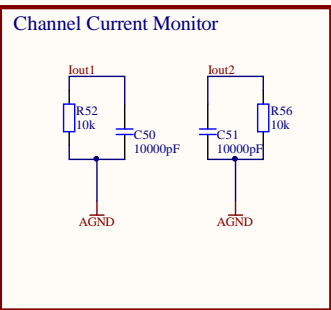 Channel Current Monitor
Iout1
Iout2
R52
10k
C50
10000pF
C51
10000pF
R56
10k
AGND
AGND